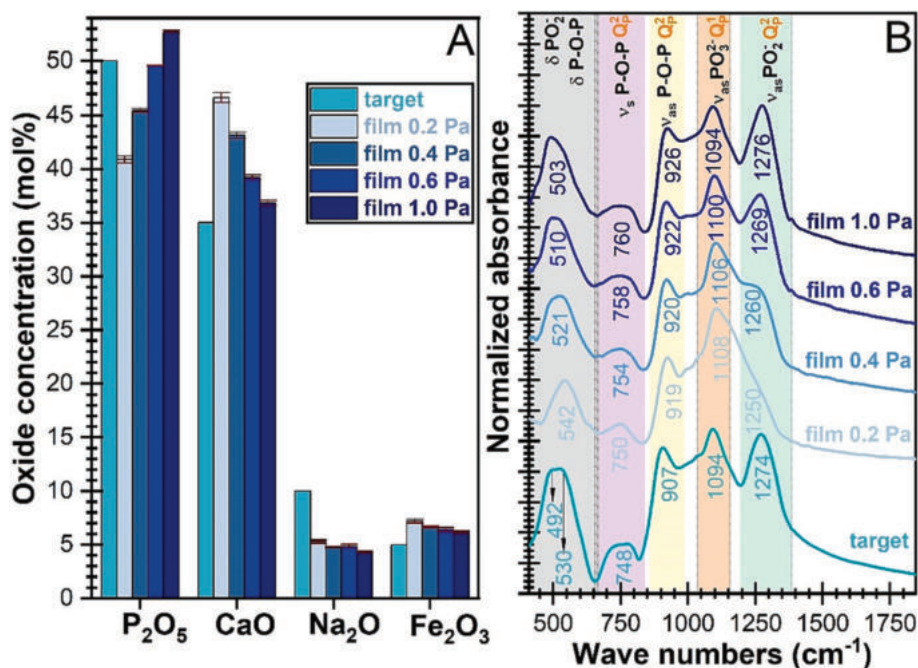 A
Oxide concentration (mol%)
50
45
40
35
30
25
20
15
10
5
0
target
film 0.2 Pa
film 0.4 Pa
film 0.6 Pa
film 1.0 Pa
P₂O₅
CaO
Na₂O
Fe₂O₃
B
Normalized absorbance
δ PO₂⁻
δ P-O-P
νₛ P-O-P Q²ₚ
νₐₛ P-O-P Q²ₚ
νₐₛPO₃²⁻ Q¹ₚ
νₐₛPO₂⁻ Q²ₚ
503
760
926
1094
1276
film 1.0 Pa
510
758
922
1100
1269
film 0.6 Pa
521
754
920
1106
1260
film 0.4 Pa
542
750
919
1108
1250
film 0.2 Pa
492
530
748
907
1094
1274
target
500
750
1000
1250
1500
1750
Wave numbers (cm⁻¹)